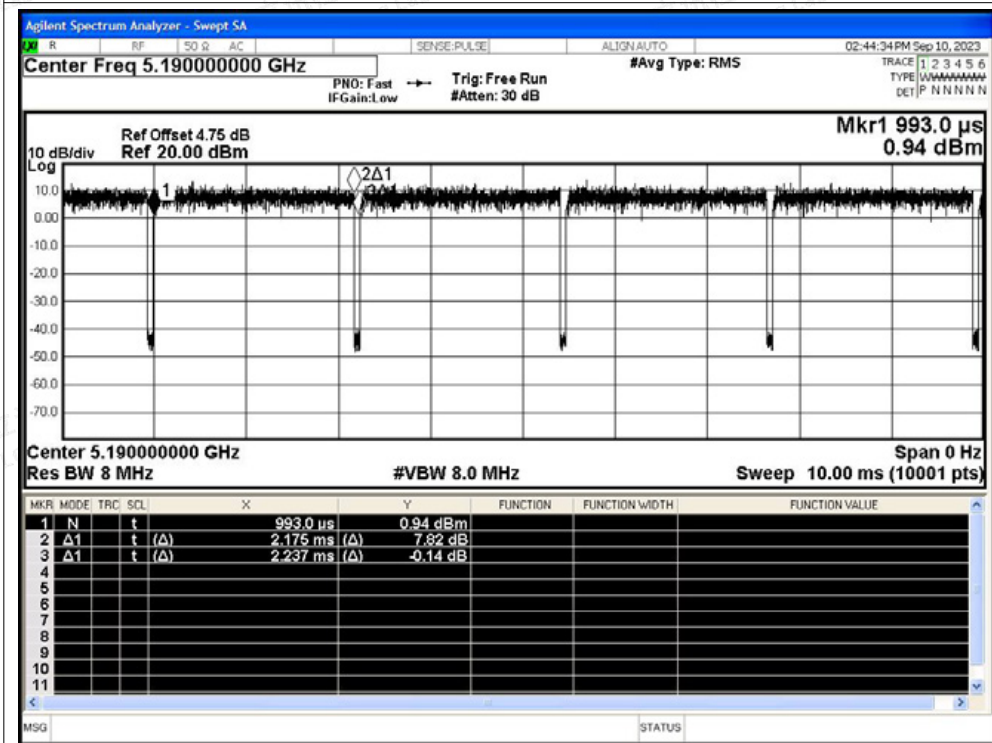 Agilent Spectrum Analyzer - Swept SA
LXI R RF 50 Ω AC SENSE:PULSE ALIGN AUTO 02:44:34 PM Sep 10, 2023
Center Freq 5.190000000 GHz #Avg Type: RMS TRACE 1 2 3 4 5 6
PNO: Fast Trig: Free Run TYPE WWWWWW
IFGain:Low #Atten: 30 dB DET P N N N N N
Mkr1 993.0 µs
Ref Offset 4.75 dB
10 dB/div Ref 20.00 dBm 0.94 dBm
Log
2Δ1
10.0 1
0.00
-10.0
-20.0
-30.0
-40.0
-50.0
-60.0
-70.0
Center 5.190000000 GHz Span 0 Hz
Res BW 8 MHz #VBW 8.0 MHz Sweep 10.00 ms (10001 pts)
MKR MODE TRC SCL X Y FUNCTION FUNCTION WIDTH FUNCTION VALUE
1 N t 993.0 µs 0.94 dBm
2 Δ1 t (Δ) 2.175 ms (Δ) 7.82 dB
3 Δ1 t (Δ) 2.237 ms (Δ) -0.14 dB
4
5
6
7
8
9
10
11
MSG STATUS